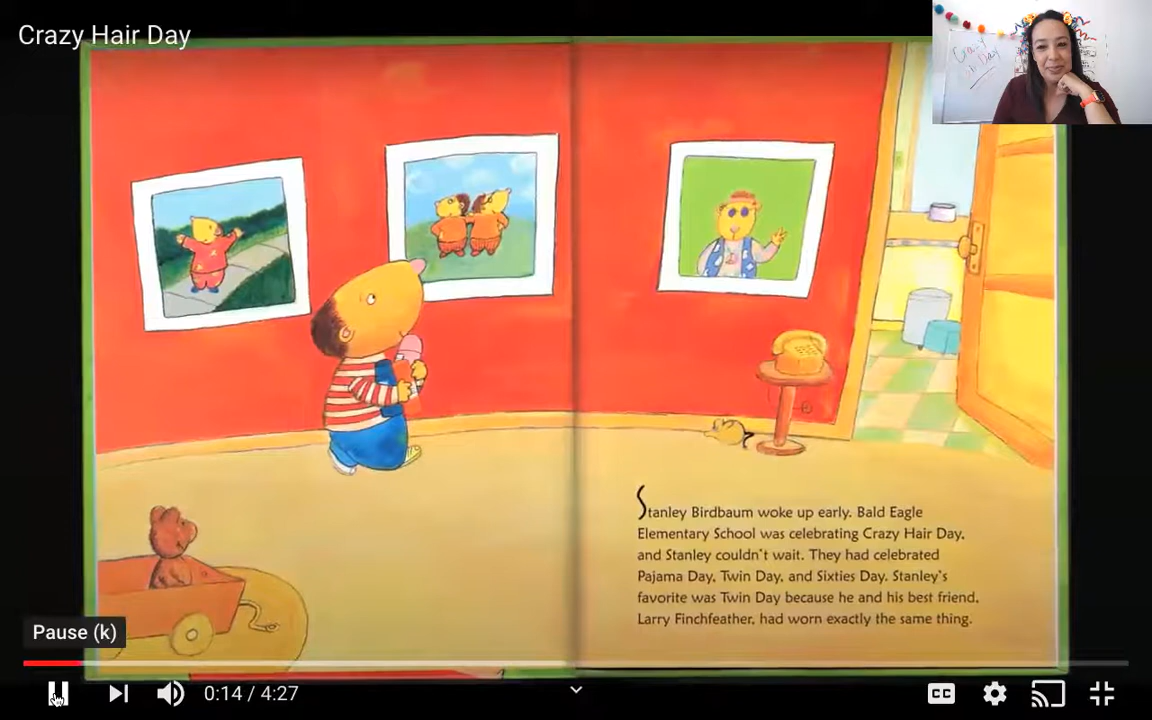 Crazy Hair Day
Stanley Birdbaum woke up early. Bald Eagle
Elementary School was celebrating Crazy Hair Day,
and Stanley couldn't wait. They had celebrated
Pajama Day, Twin Day, and Sixties Day. Stanley's
favorite was Twin Day because he and his best friend,
Larry Finchfeather, had worn exactly the same thing.
Pause (k)
0:14 / 4:27
CC